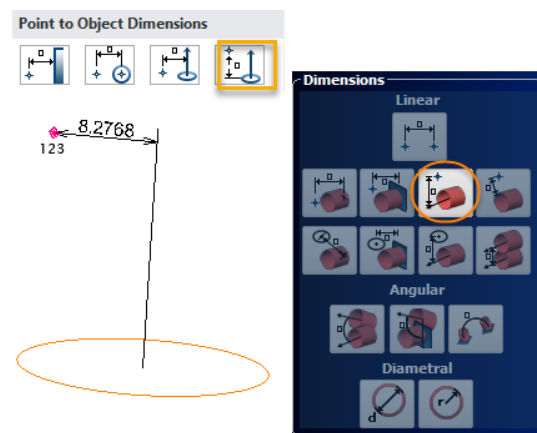 Point to Object Dimensions
8.2768
123
Dimensions
Linear
Angular
Diametral
d
r